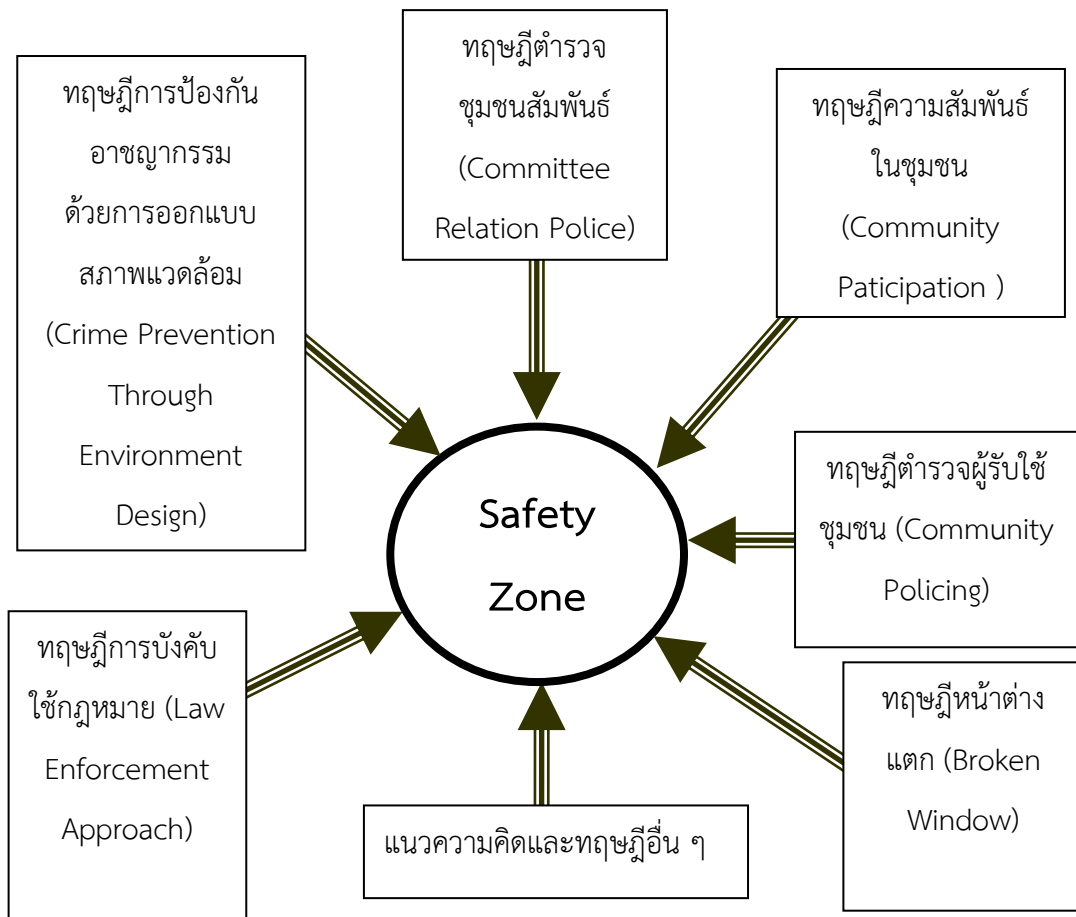 ทฤษฎีการป้องกัน
อาชญากรรม
ด้วยการออกแบบ
สภาพแวดล้อม
(Crime Prevention
Through
Environment
Design)
ทฤษฎีตำรวจ
ชุมชนสัมพันธ์
(Committee
Relation Police)
ทฤษฎีความสัมพันธ์
ในชุมชน
(Community
Paticipation )
Safety
Zone
ทฤษฎีตำรวจผู้รับใช้
ชุมชน (Community
Policing)
ทฤษฎีการบังคับ
ใช้กฎหมาย (Law
Enforcement
Approach)
แนวความคิดและทฤษฎีอื่น ๆ
ทฤษฎีหน้าต่าง
แตก (Broken
Window)